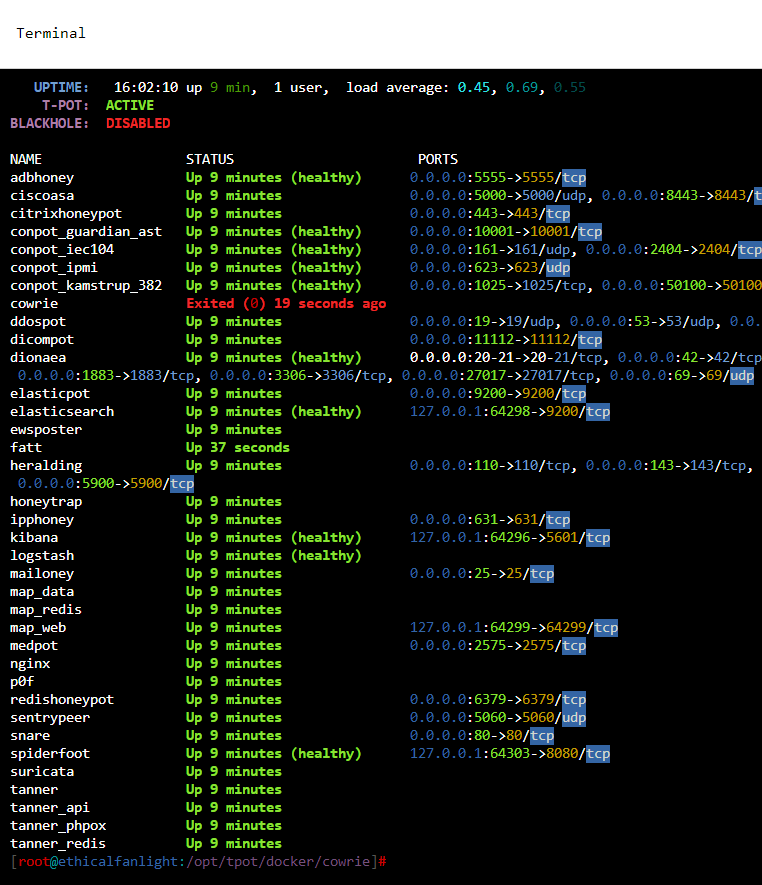 Terminal
UPTIME: 16:02:10 up 9 min, 1 user, load average: 0.45, 0.69, 0.55
T-POT: ACTIVE
BLACKHOLE: DISABLED
NAME STATUS PORTS
adbhoney Up 9 minutes (healthy) 0.0.0.0:5555->5555/tcp
ciscoasa Up 9 minutes 0.0.0.0:5000->5000/udp, 0.0.0.0:8443->8443/t
citrixhoneypot Up 9 minutes 0.0.0.0:443->443/tcp
conpot_guardian_ast Up 9 minutes (healthy) 0.0.0.0:10001->10001/tcp
conpot_iec104 Up 9 minutes (healthy) 0.0.0.0:161->161/udp, 0.0.0.0:2404->2404/tcp
conpot_ipmi Up 9 minutes (healthy) 0.0.0.0:623->623/udp
conpot_kamstrup_382 Up 9 minutes (healthy) 0.0.0.0:1025->1025/tcp, 0.0.0.0:50100->50100
cowrie Exited (0) 19 seconds ago
ddospot Up 9 minutes 0.0.0.0:19->19/udp, 0.0.0.0:53->53/udp, 0.0.
dicompot Up 9 minutes 0.0.0.0:11112->11112/tcp
dionaea Up 9 minutes (healthy) 0.0.0.0:20-21->20-21/tcp, 0.0.0.0:42->42/tcp
0.0.0.0:1883->1883/tcp, 0.0.0.0:3306->3306/tcp, 0.0.0.0:27017->27017/tcp, 0.0.0.0:69->69/udp
elasticpot Up 9 minutes 0.0.0.0:9200->9200/tcp
elasticsearch Up 9 minutes (healthy) 127.0.0.1:64298->9200/tcp
ewsposter Up 9 minutes
fatt Up 37 seconds
heralding Up 9 minutes 0.0.0.0:110->110/tcp, 0.0.0.0:143->143/tcp,
0.0.0.0:5900->5900/tcp
honeytrap Up 9 minutes
ipphoney Up 9 minutes 0.0.0.0:631->631/tcp
kibana Up 9 minutes (healthy) 127.0.0.1:64296->5601/tcp
logstash Up 9 minutes (healthy)
mailoney Up 9 minutes 0.0.0.0:25->25/tcp
map_data Up 9 minutes
map_redis Up 9 minutes
map_web Up 9 minutes 127.0.0.1:64299->64299/tcp
medpot Up 9 minutes 0.0.0.0:2575->2575/tcp
nginx Up 9 minutes
p0f Up 9 minutes
redishoneypot Up 9 minutes 0.0.0.0:6379->6379/tcp
sentrypeer Up 9 minutes 0.0.0.0:5060->5060/udp
snare Up 9 minutes 0.0.0.0:80->80/tcp
spiderfoot Up 9 minutes (healthy) 127.0.0.1:64303->8080/tcp
suricata Up 9 minutes
tanner Up 9 minutes
tanner_api Up 9 minutes
tanner_phpox Up 9 minutes
tanner_redis Up 9 minutes
[root@ethicalfanlight:/opt/tpot/docker/cowrie]#